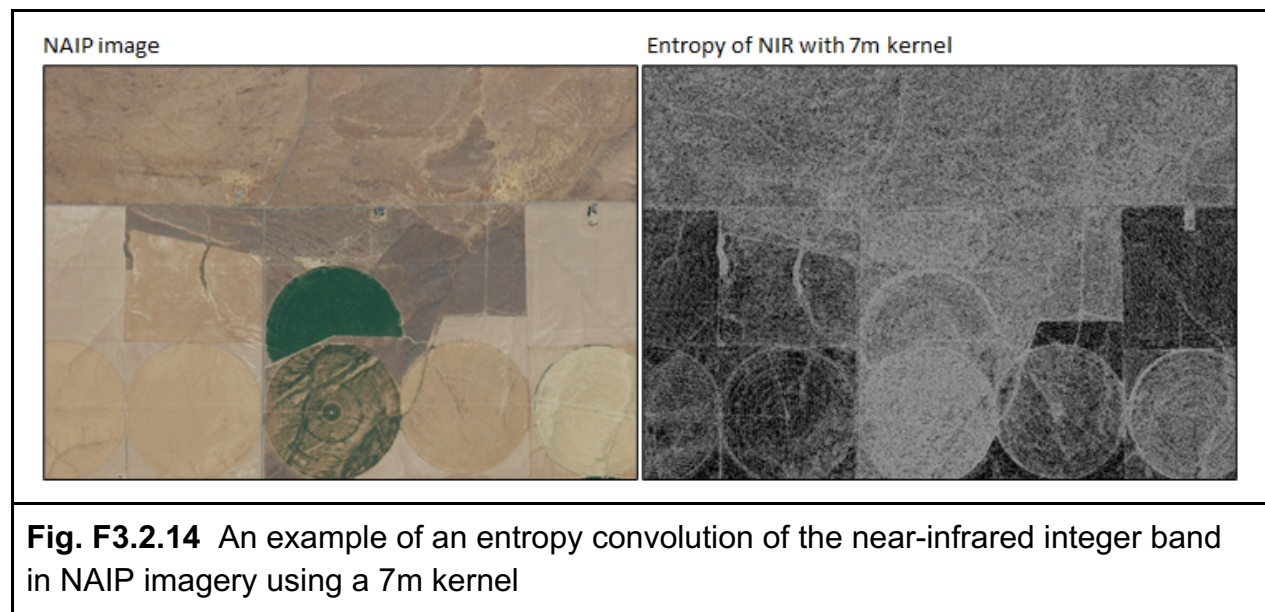 NAIP image
Entropy of NIR with 7m kernel
Fig. F3.2.14 An example of an entropy convolution of the near-infrared integer band
in NAIP imagery using a 7m kernel